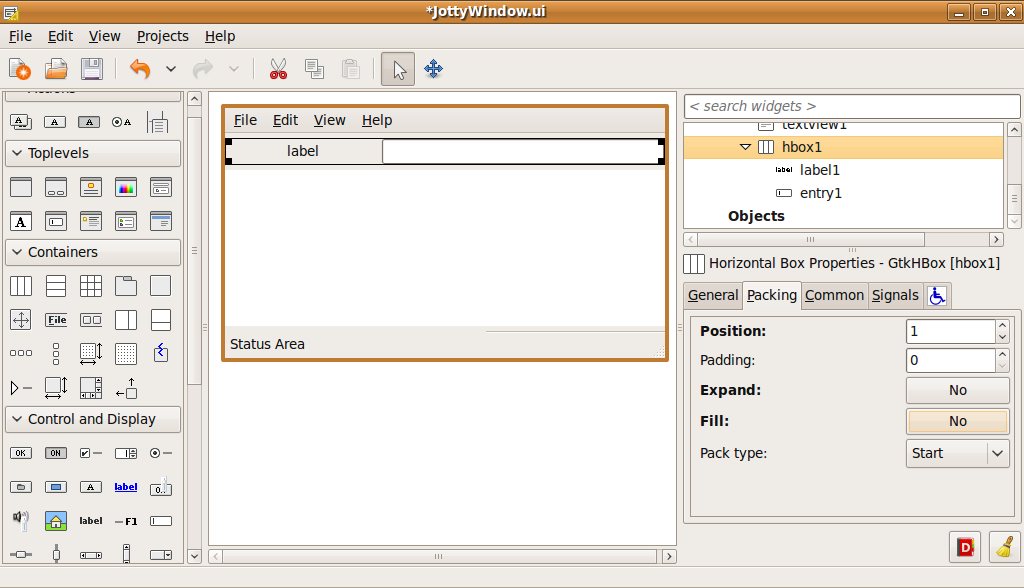 *JottyWindow.ui
File Edit View Projects Help
Toplevels
A
Containers
File
Control and Display
OK ON
A label
label F1
File Edit View Help
label
Status Area
< search widgets >
textview1
hbox1
label label1
entry1
Objects
Horizontal Box Properties - GtkHBox [hbox1]
General Packing Common Signals
Position: 1
Padding: 0
Expand: No
Fill: No
Pack type: Start
D